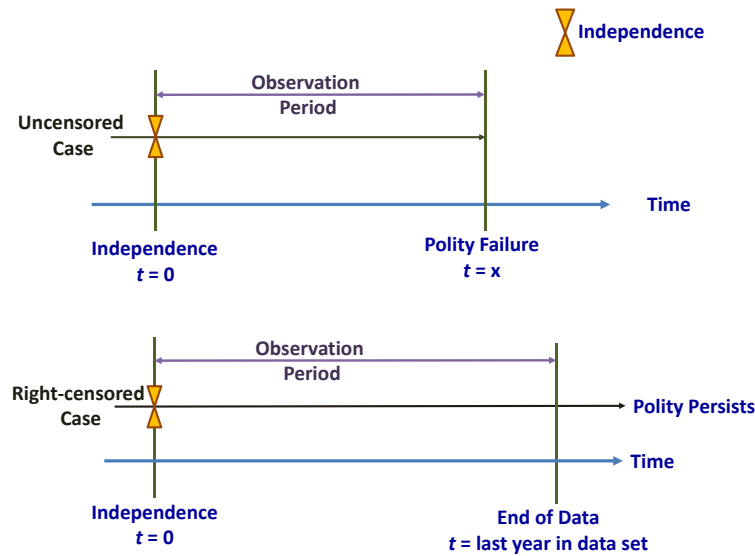 Independence
Observation
Period
Uncensored
Case
Time
Independence
t = 0
Polity Failure
t = x
Observation
Period
Right-censored
Case
Polity Persists
Time
Independence
t = 0
End of Data
t = last year in data set